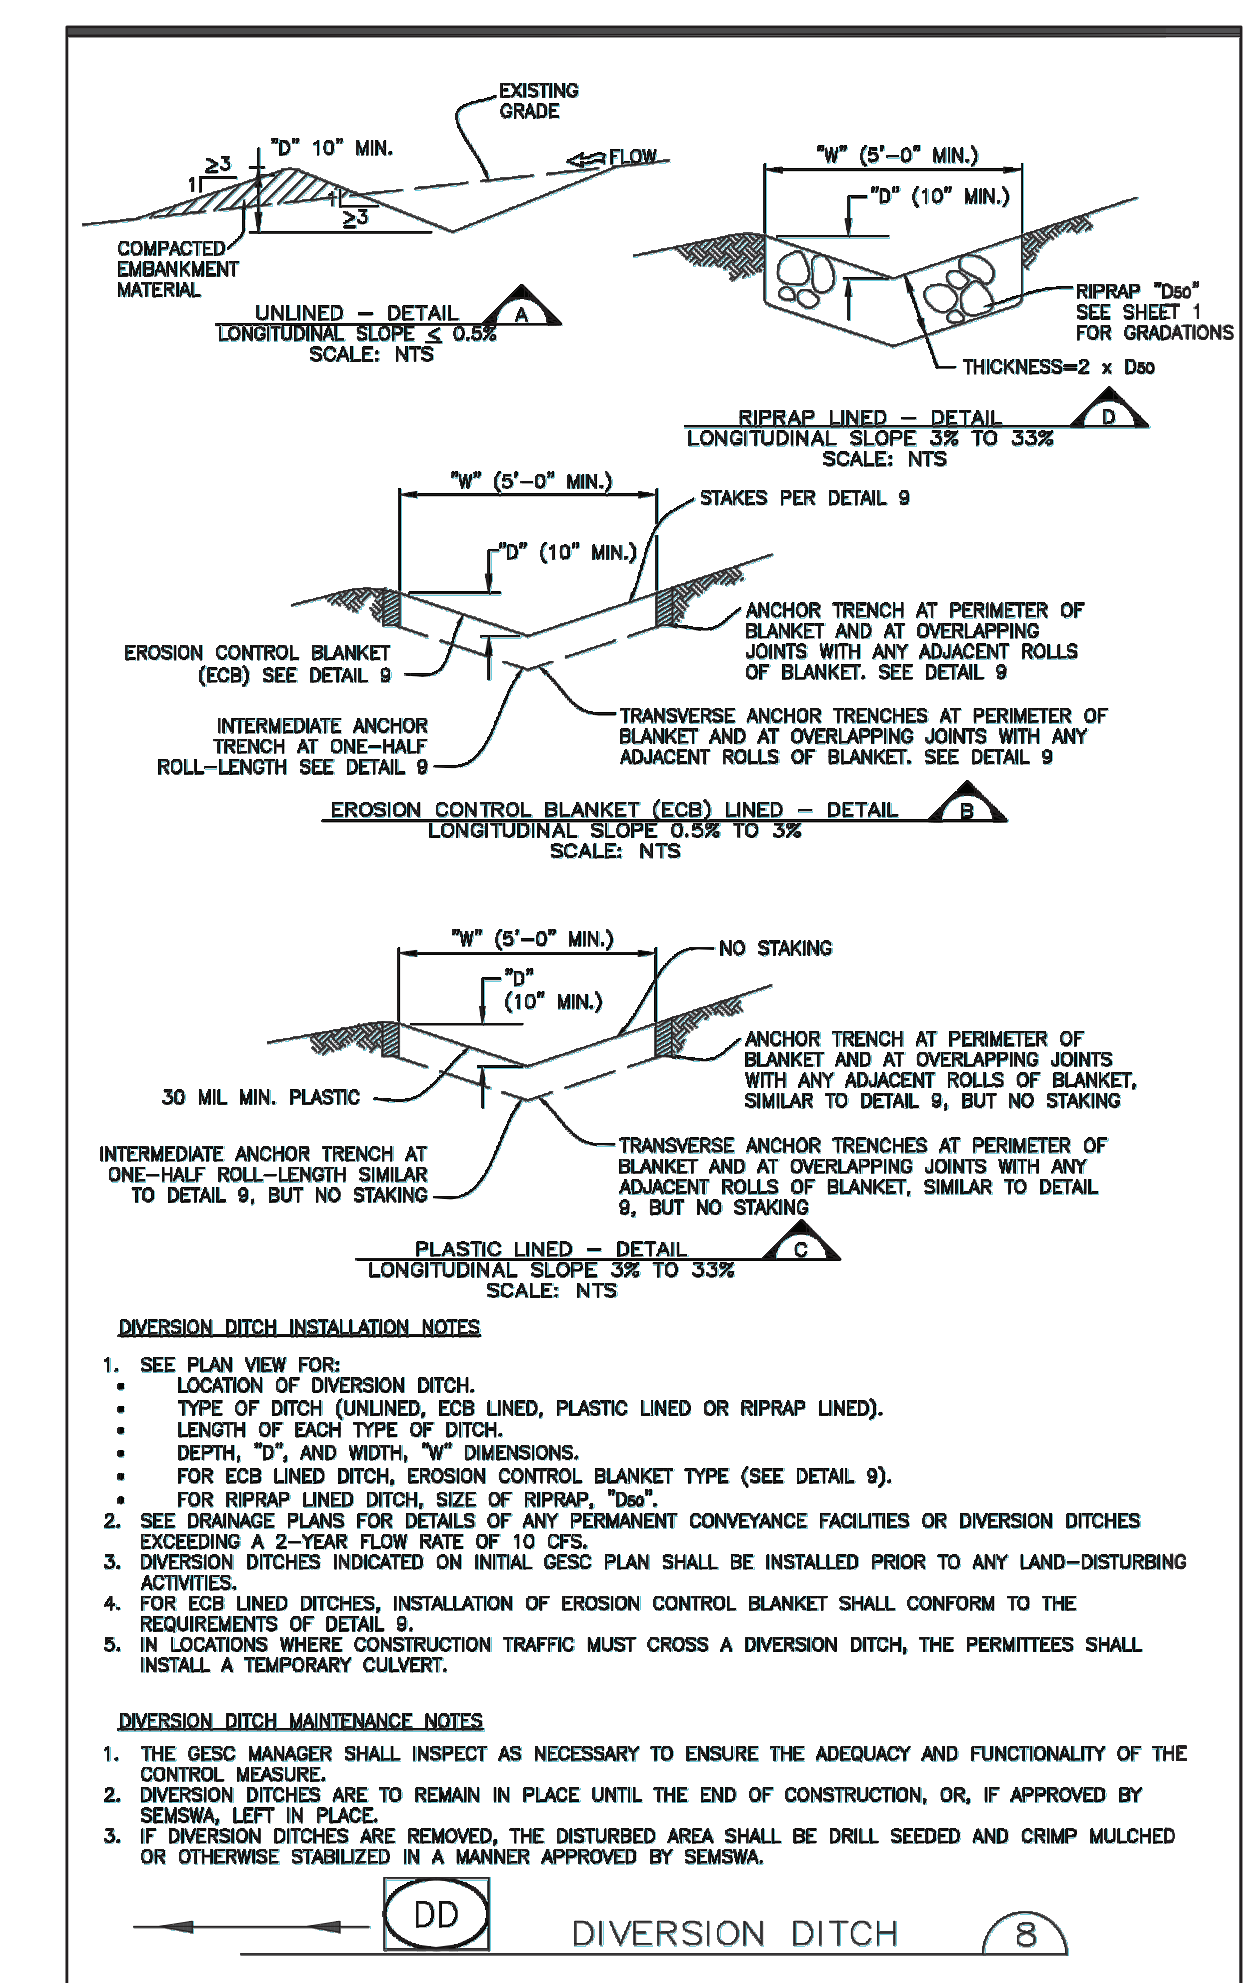 EXISTING
GRADE
"D" 10" MIN.
≥3
1
FLOW
1
≥3
COMPACTED
EMBANKMENT
MATERIAL
UNLINED – DETAIL
A
LONGITUDINAL SLOPE ≤ 0.5%
SCALE: NTS
"W" (5'-0" MIN.)
"D" (10" MIN.)
RIPRAP "D50"
SEE SHEET 1
FOR GRADATIONS
THICKNESS=2 x D50
RIPRAP LINED – DETAIL
D
LONGITUDINAL SLOPE 3% TO 33%
SCALE: NTS
"W" (5'-0" MIN.)
STAKES PER DETAIL 9
"D" (10" MIN.)
ANCHOR TRENCH AT PERIMETER OF
BLANKET AND AT OVERLAPPING
JOINTS WITH ANY ADJACENT ROLLS
OF BLANKET. SEE DETAIL 9
EROSION CONTROL BLANKET
(ECB) SEE DETAIL 9
INTERMEDIATE ANCHOR
TRENCH AT ONE-HALF
ROLL-LENGTH SEE DETAIL 9
TRANSVERSE ANCHOR TRENCHES AT PERIMETER OF
BLANKET AND AT OVERLAPPING JOINTS WITH ANY
ADJACENT ROLLS OF BLANKET. SEE DETAIL 9
EROSION CONTROL BLANKET (ECB) LINED – DETAIL
B
LONGITUDINAL SLOPE 0.5% TO 3%
SCALE: NTS
"W" (5'-0" MIN.)
NO STAKING
"D"
(10" MIN.)
ANCHOR TRENCH AT PERIMETER OF
BLANKET AND AT OVERLAPPING JOINTS
WITH ANY ADJACENT ROLLS OF BLANKET,
SIMILAR TO DETAIL 9, BUT NO STAKING
30 MIL MIN. PLASTIC
INTERMEDIATE ANCHOR TRENCH AT
ONE-HALF ROLL-LENGTH SIMILAR
TO DETAIL 9, BUT NO STAKING
TRANSVERSE ANCHOR TRENCHES AT PERIMETER OF
BLANKET AND AT OVERLAPPING JOINTS WITH ANY
ADJACENT ROLLS OF BLANKET, SIMILAR TO DETAIL
9, BUT NO STAKING
PLASTIC LINED – DETAIL
C
LONGITUDINAL SLOPE 3% TO 33%
SCALE: NTS
DIVERSION DITCH INSTALLATION NOTES
1. SEE PLAN VIEW FOR:
• LOCATION OF DIVERSION DITCH.
• TYPE OF DITCH (UNLINED, ECB LINED, PLASTIC LINED OR RIPRAP LINED).
• LENGTH OF EACH TYPE OF DITCH.
• DEPTH, "D", AND WIDTH, "W" DIMENSIONS.
• FOR ECB LINED DITCH, EROSION CONTROL BLANKET TYPE (SEE DETAIL 9).
• FOR RIPRAP LINED DITCH, SIZE OF RIPRAP, "D50".
2. SEE DRAINAGE PLANS FOR DETAILS OF ANY PERMANENT CONVEYANCE FACILITIES OR DIVERSION DITCHES
EXCEEDING A 2-YEAR FLOW RATE OF 10 CFS.
3. DIVERSION DITCHES INDICATED ON INITIAL GESC PLAN SHALL BE INSTALLED PRIOR TO ANY LAND-DISTURBING
ACTIVITIES.
4. FOR ECB LINED DITCHES, INSTALLATION OF EROSION CONTROL BLANKET SHALL CONFORM TO THE
REQUIREMENTS OF DETAIL 9.
5. IN LOCATIONS WHERE CONSTRUCTION TRAFFIC MUST CROSS A DIVERSION DITCH, THE PERMITTEES SHALL
INSTALL A TEMPORARY CULVERT.
DIVERSION DITCH MAINTENANCE NOTES
1. THE GESC MANAGER SHALL INSPECT AS NECESSARY TO ENSURE THE ADEQUACY AND FUNCTIONALITY OF THE
CONTROL MEASURE.
2. DIVERSION DITCHES ARE TO REMAIN IN PLACE UNTIL THE END OF CONSTRUCTION, OR, IF APPROVED BY
SEMSWA, LEFT IN PLACE.
3. IF DIVERSION DITCHES ARE REMOVED, THE DISTURBED AREA SHALL BE DRILL SEEDED AND CRIMP MULCHED
OR OTHERWISE STABILIZED IN A MANNER APPROVED BY SEMSWA.
DD
DIVERSION DITCH
8